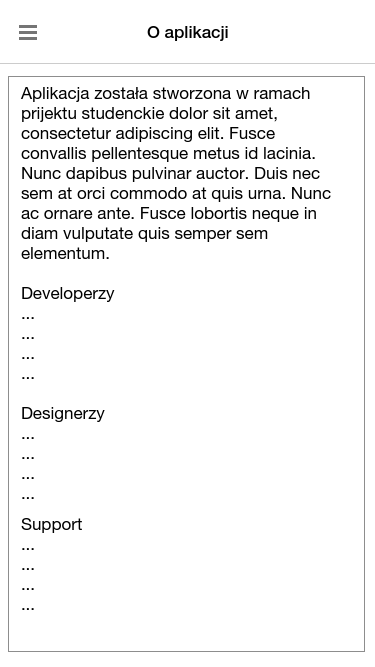 O aplikacji
Aplikacja została stworzona w ramach
prijektu studenckie dolor sit amet,
consectetur adipiscing elit. Fusce
convallis pellentesque metus id lacinia.
Nunc dapibus pulvinar auctor. Duis nec
sem at orci commodo at quis urna. Nunc
ac ornare ante. Fusce lobortis neque in
diam vulputate quis semper sem
elementum.
Developerzy
...
...
...
...
Designerzy
...
...
...
...
Support
...
...
...
...